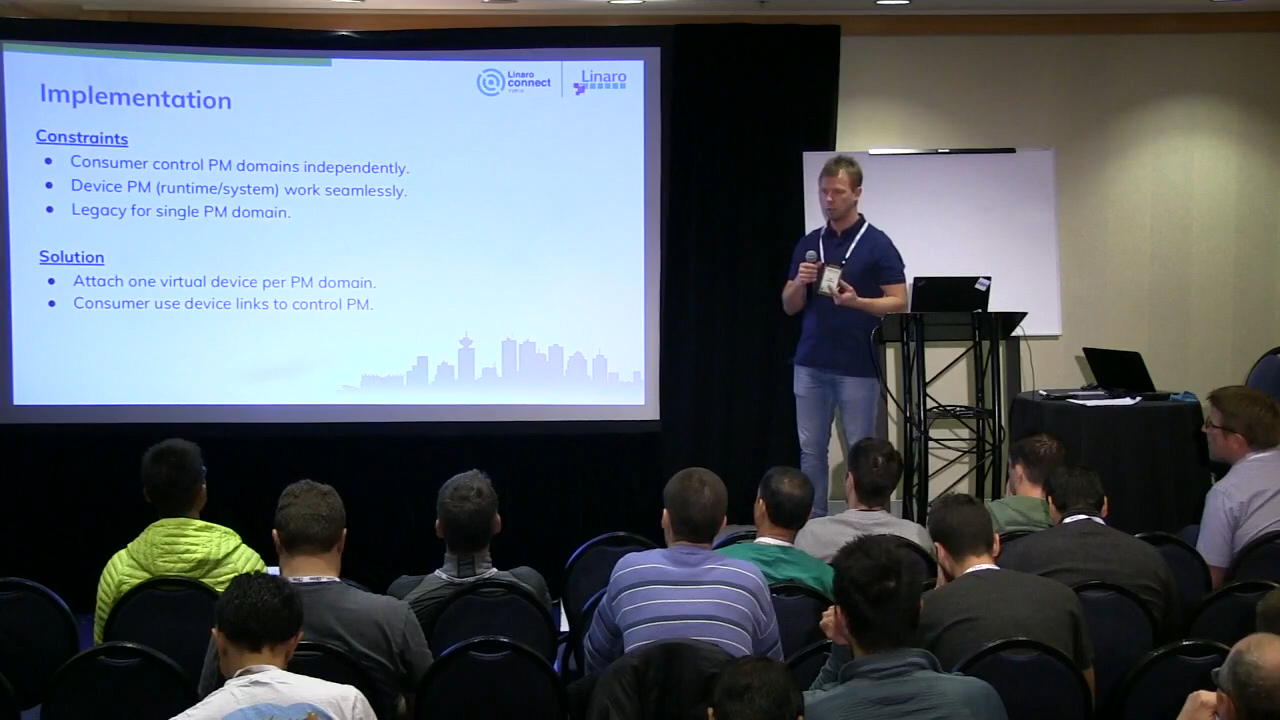 Implementation
Linaro
connect
Linaro
Constraints
Consumer control PM domains independently.
Device PM (runtime/system) work seamlessly.
Legacy for single PM domain.
Solution
Attach one virtual device per PM domain.
Consumer use device links to control PM.